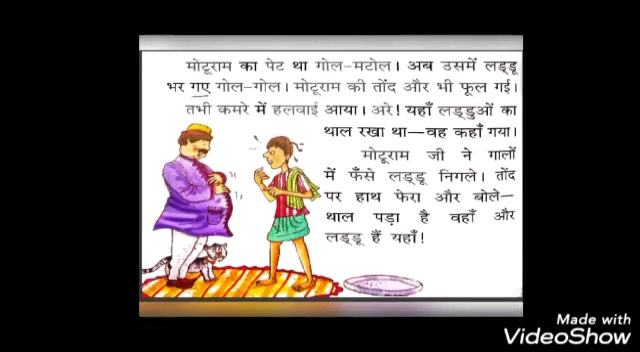 मोटूराम का पेट था गोल-मटोल। अब उसमें लड्डू
भर गए गोल-गोल। मोटूराम की तोंद और भी फूल गई।
तभी कमरे में हलवाई आया। अरे! यहाँ लड्डुओं का
थाल रखा था—वह कहाँ गया।
मोटूराम जी ने गालों
में फँसे लड्डू निगले। तोंद
पर हाथ फेरा और बोले—
थाल पड़ा है वहाँ और
लड्डू हैं यहाँ!
Made with
VideoShow